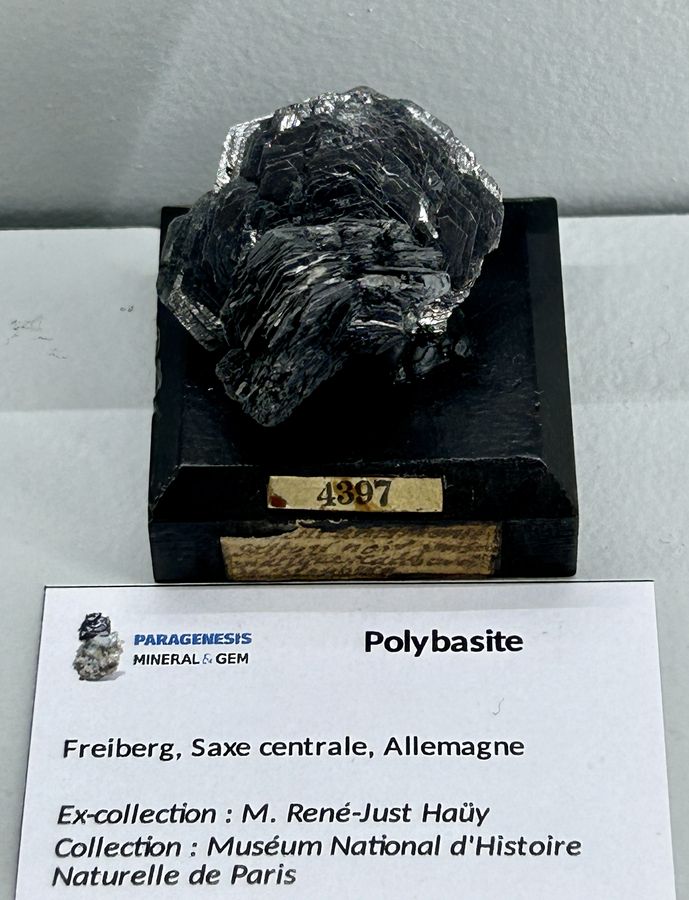 4397
PARAGENESIS
MINERAL & GEM
Polybasite
Freiberg, Saxe centrale, Allemagne
Ex-collection : M. René-Just Haüy
Collection : Muséum National d'Histoire
Naturelle de Paris